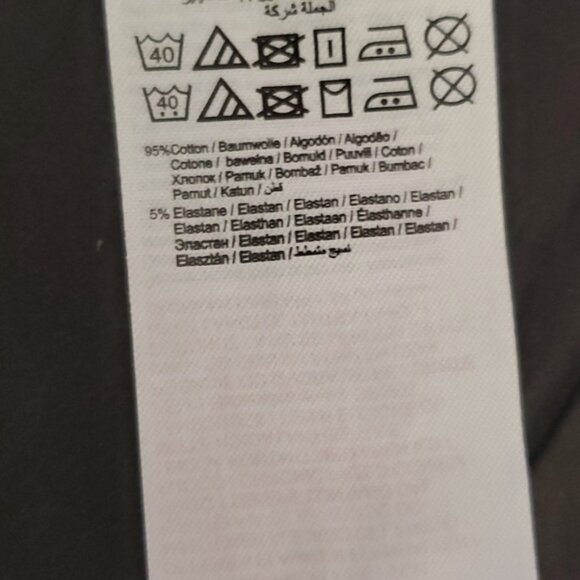 الجملة شركة
40
40
95%Cotton / Baumwolle / Algodón / Algodão /
Cotone / bawełna / Bomuld / Puuvill / Coton /
Хлопок / Pamuk / Bombaž / Pamuk / Bumbac /
Pamut / Katun / قطن
5% Elastane / Elastan / Elastan / Elastano / Elastan /
Elastan / Elasthan / Elastaan / Élasthanne /
Эластан / Elastan / Elastan / Elastan / Elastan /
Elasztán / Elastan / نسيج مشطط